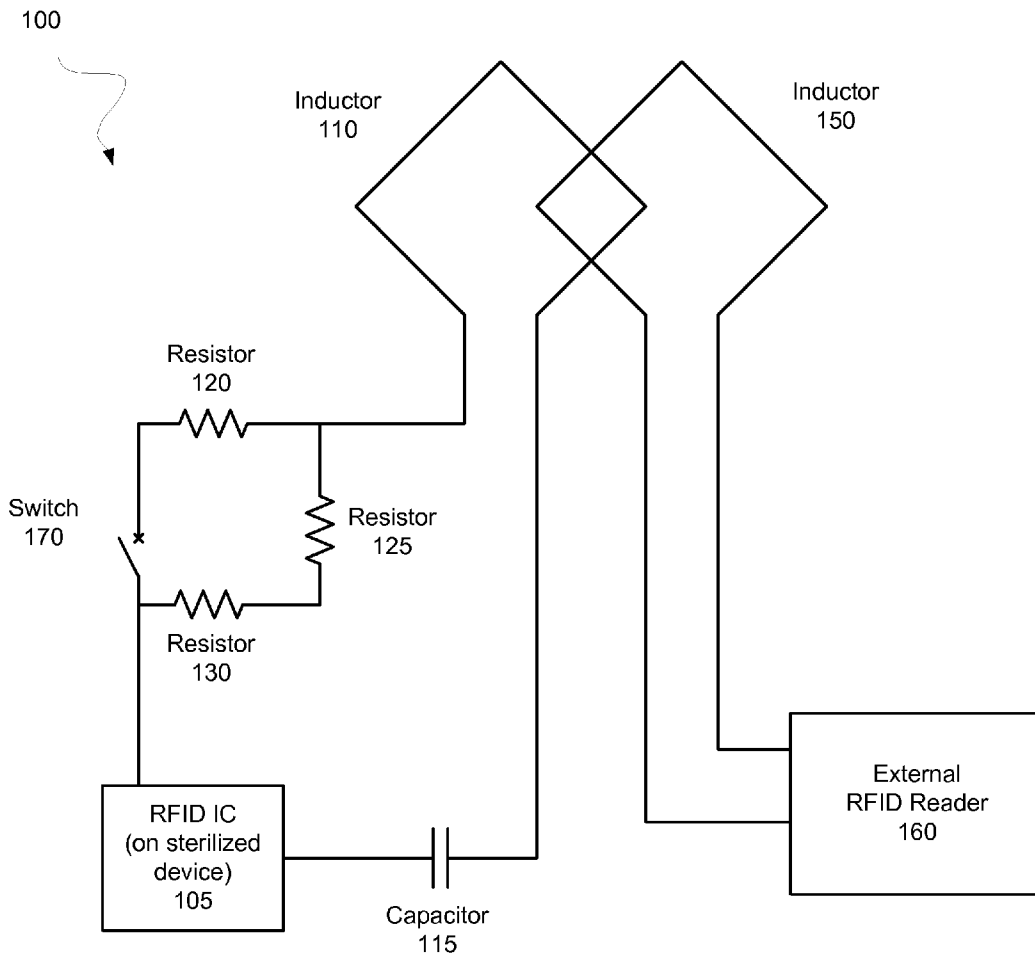 100
Inductor
110
Inductor
150
Resistor
120
Switch
170
Resistor
125
Resistor
130
RFID IC
(on sterilized
device)
105
Capacitor
115
External
RFID Reader
160